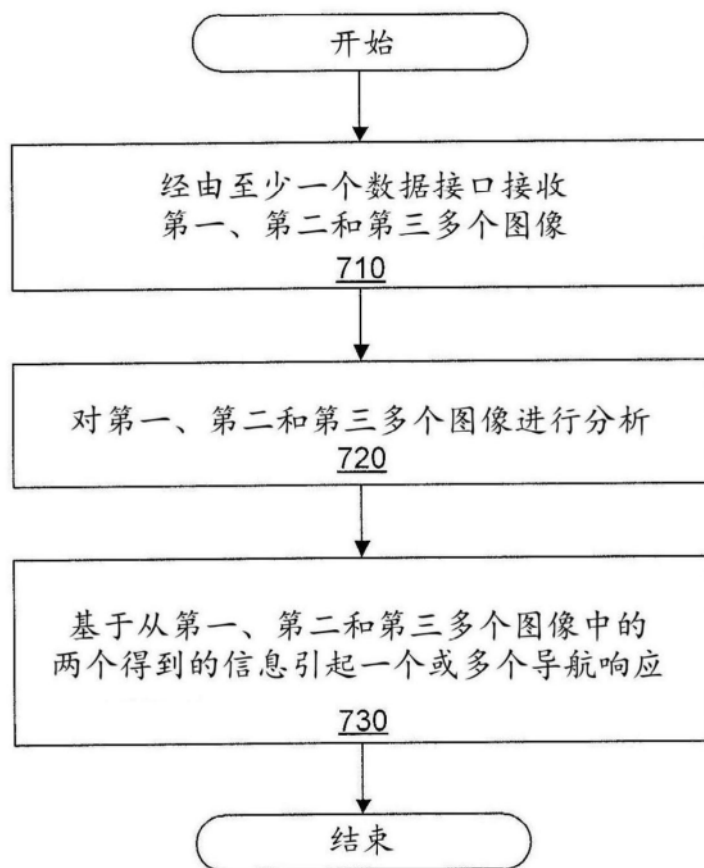 开始
经由至少一个数据接口接收
第一、第二和第三多个图像
710
对第一、第二和第三多个图像进行分析
720
基于从第一、第二和第三多个图像中的
两个得到的信息引起一个或多个导航响应
730
结束